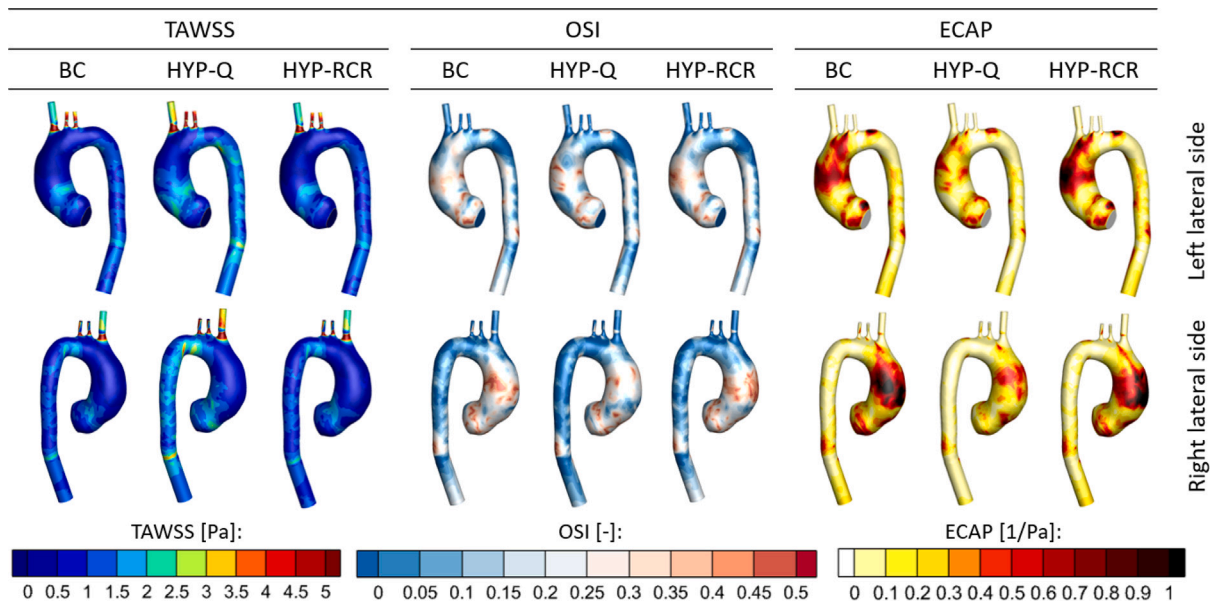 TAWSS OSI ECAP
BC HYP-Q HYP-RCR BC HYP-Q HYP-RCR BC HYP-Q HYP-RCR
Left lateral side
Right lateral side
TAWSS [Pa]: OSI [-]: ECAP [1/Pa]:
0 0.5 1 1.5 2 2.5 3 3.5 4 4.5 5 0 0.05 0.1 0.15 0.2 0.25 0.3 0.35 0.4 0.45 0.5 0 0.1 0.2 0.3 0.4 0.5 0.6 0.7 0.8 0.9 1